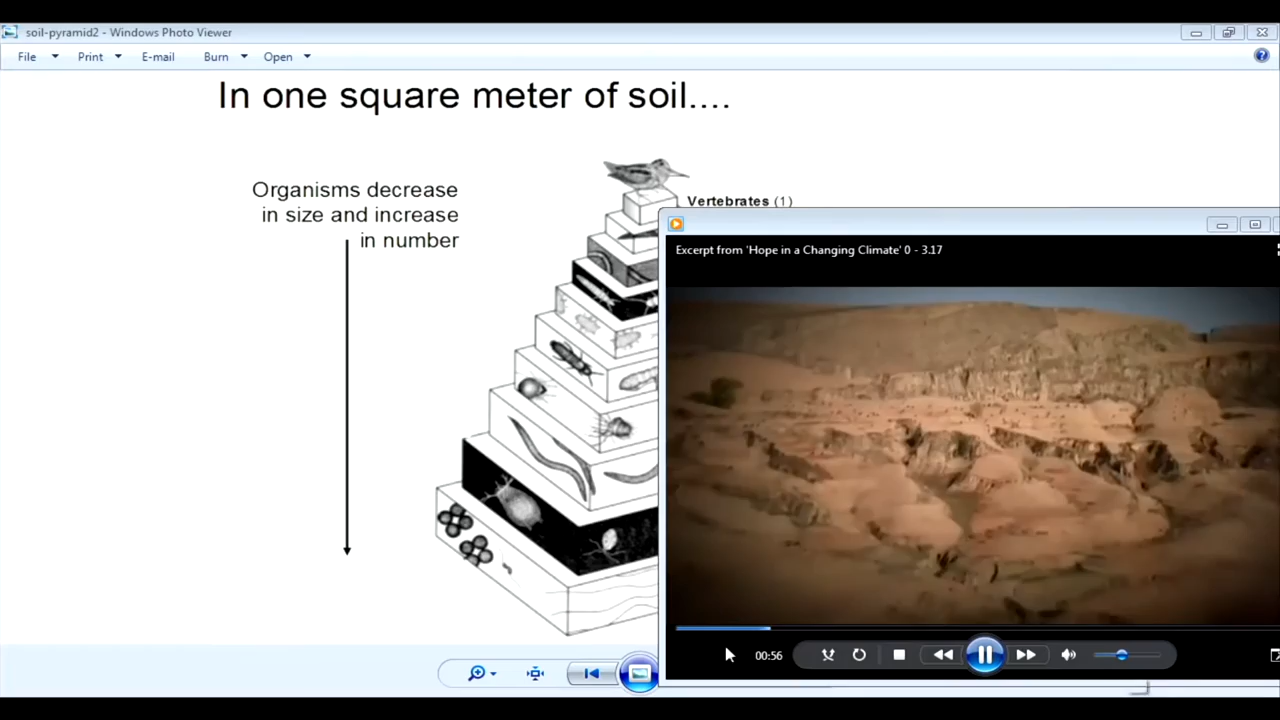 soil-pyramid2 - Windows Photo Viewer
File
Print
E-mail
Burn
Open
In one square meter of soil....
Organisms decrease
in size and increase
in number
Vertebrates (1)
Excerpt from 'Hope in a Changing Climate' 0 - 3.17
00:56